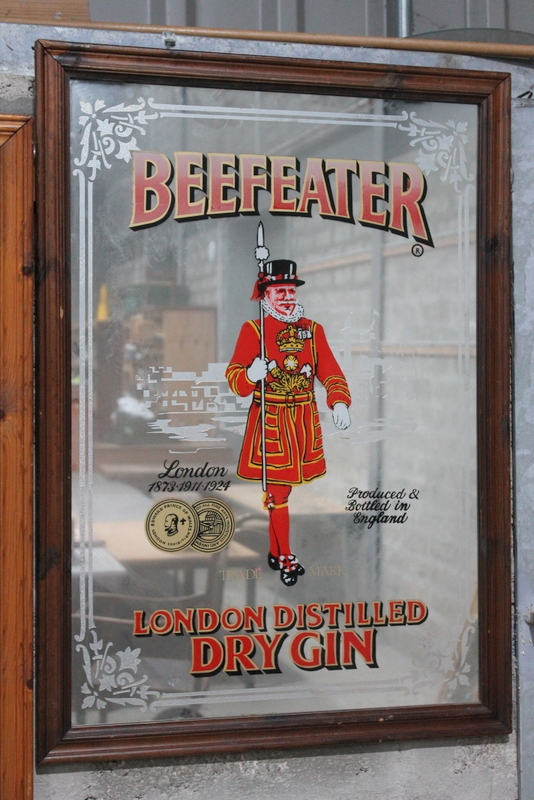 BEEFEATER
®
London
1873·1911·1924
Produced &
Bottled in
England
TRADE MARK
LONDON DISTILLED
DRY GIN